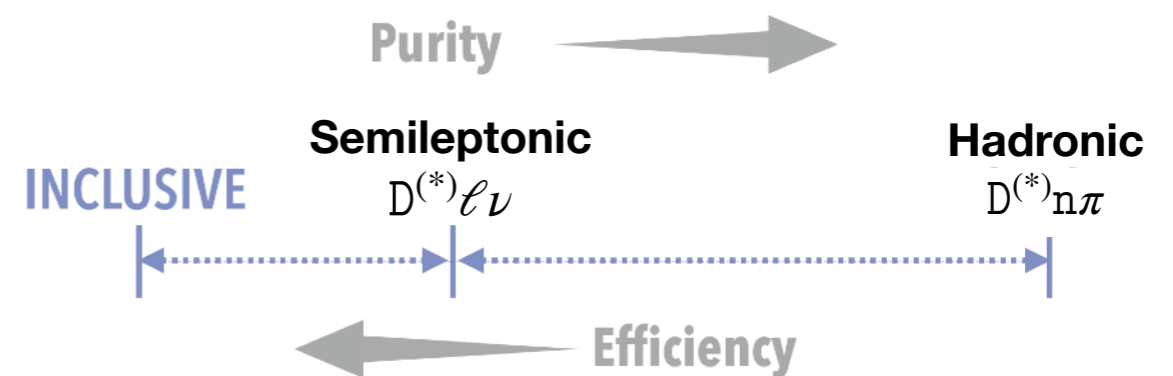 Purity
Semileptonic
Hadronic
INCLUSIVE
D⁽*⁾ℓν
D⁽*⁾nπ
Efficiency